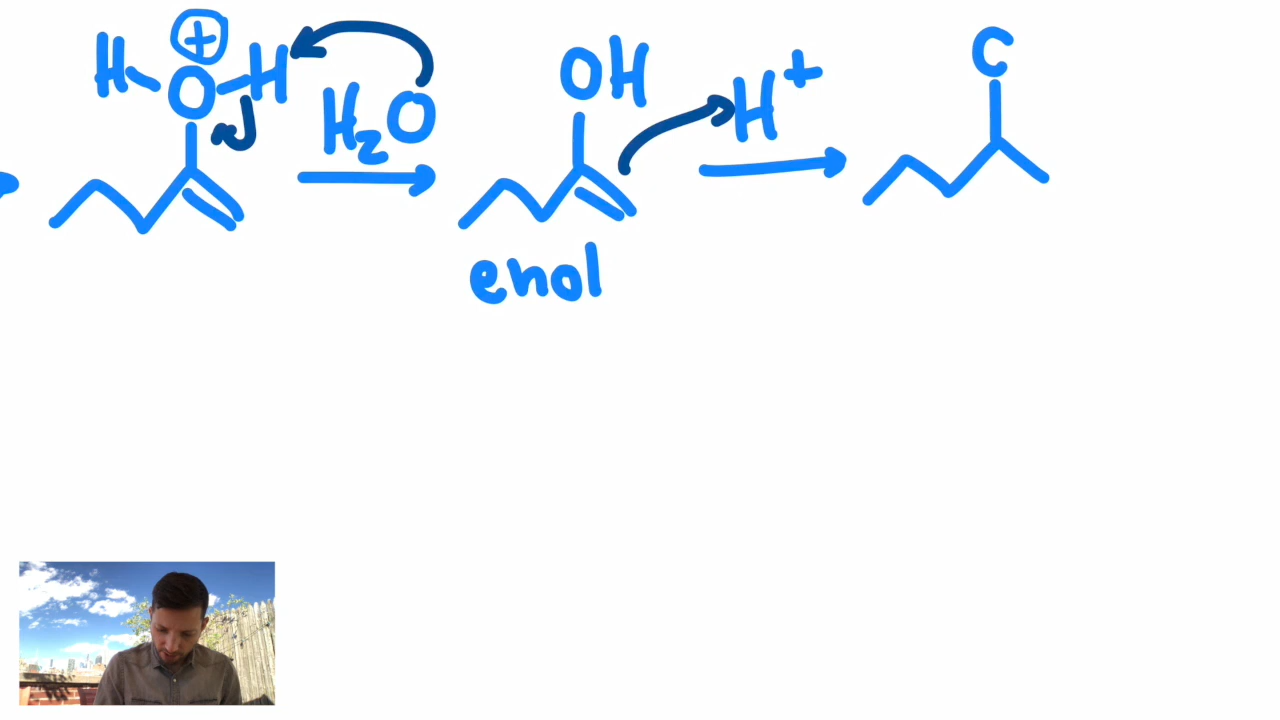 H O ⊕ H
H₂O
OH
H⁺
C
enol